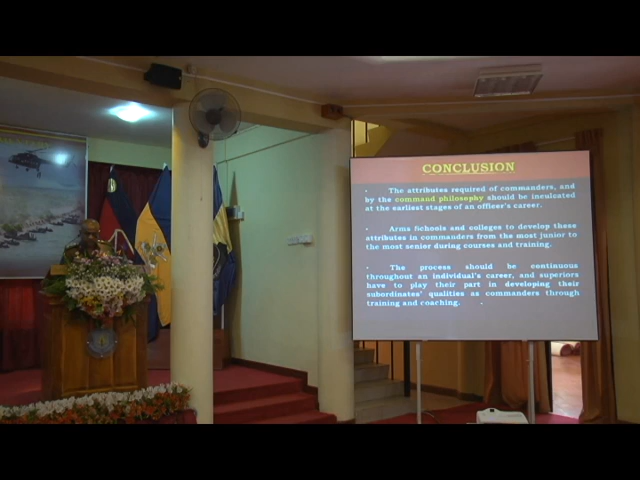 CONCLUSION
· The attributes required of commanders, and
by the command philosophy should be inculcated
at the earliest stages of an officer's career.
· Arms Schools and colleges to develop these
attributes in commanders from the most junior to
the most senior during courses and training.
· The process should be continuous
throughout an individual's career, and superiors
have to play their part in developing their
subordinates' qualities as commanders through
training and coaching.